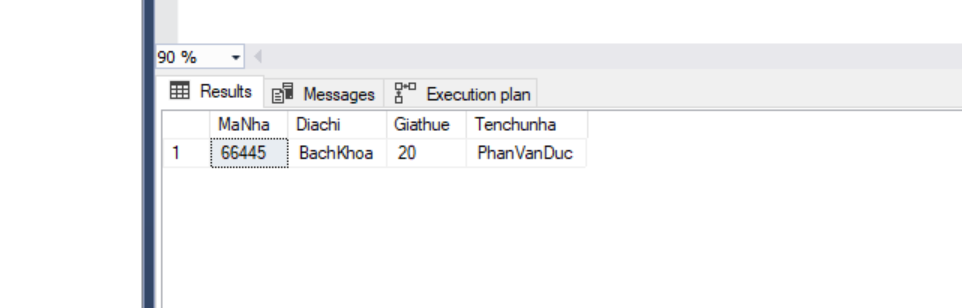 90 %
Results Messages Execution plan
MaNha Diachi Giathue Tenchunha
1 66445 BachKhoa 20 PhanVanDuc